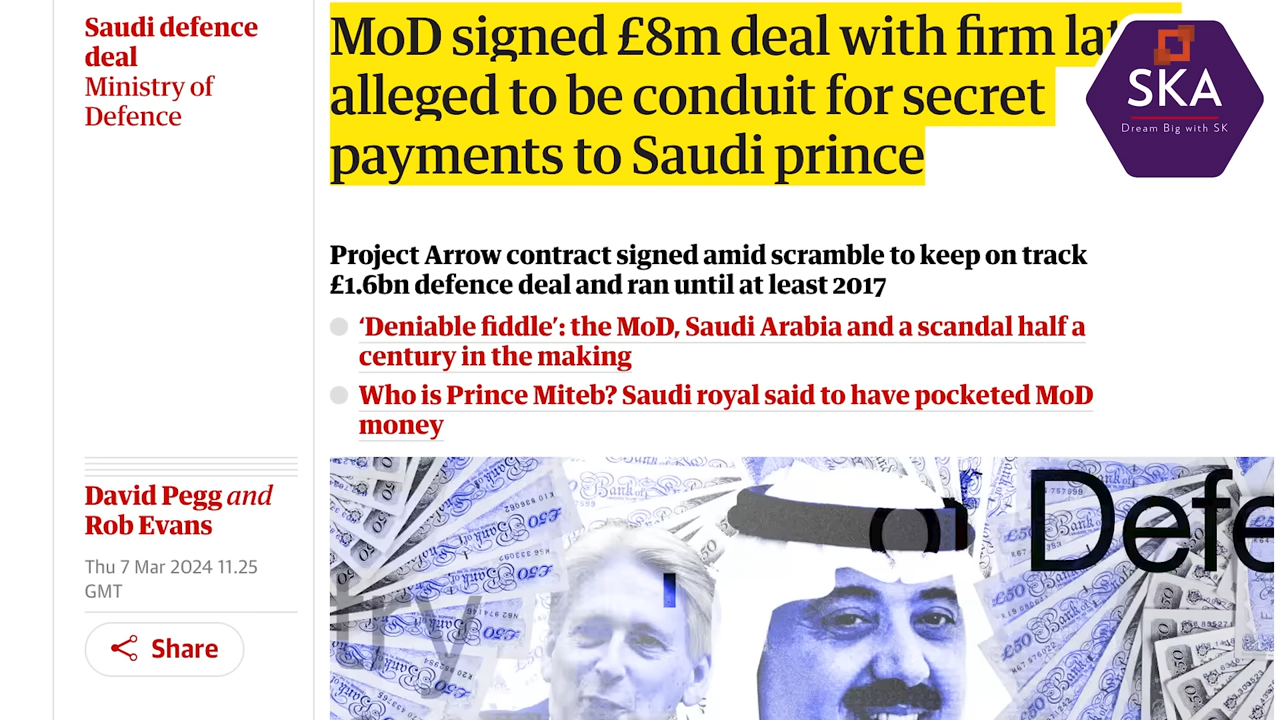 Saudi defence
deal
Ministry of
Defence
MoD signed £8m deal with firm
alleged to be conduit for secret
payments to Saudi prince
SKA
Dream Big with SK
Project Arrow contract signed amid scramble to keep on track
£1.6bn defence deal and ran until at least 2017
‘Deniable fiddle’: the MoD, Saudi Arabia and a scandal half a
century in the making
Who is Prince Miteb? Saudi royal said to have pocketed MoD
money
David Pegg and
Rob Evans
Thu 7 Mar 2024 11.25
GMT
Share
Defe
£50